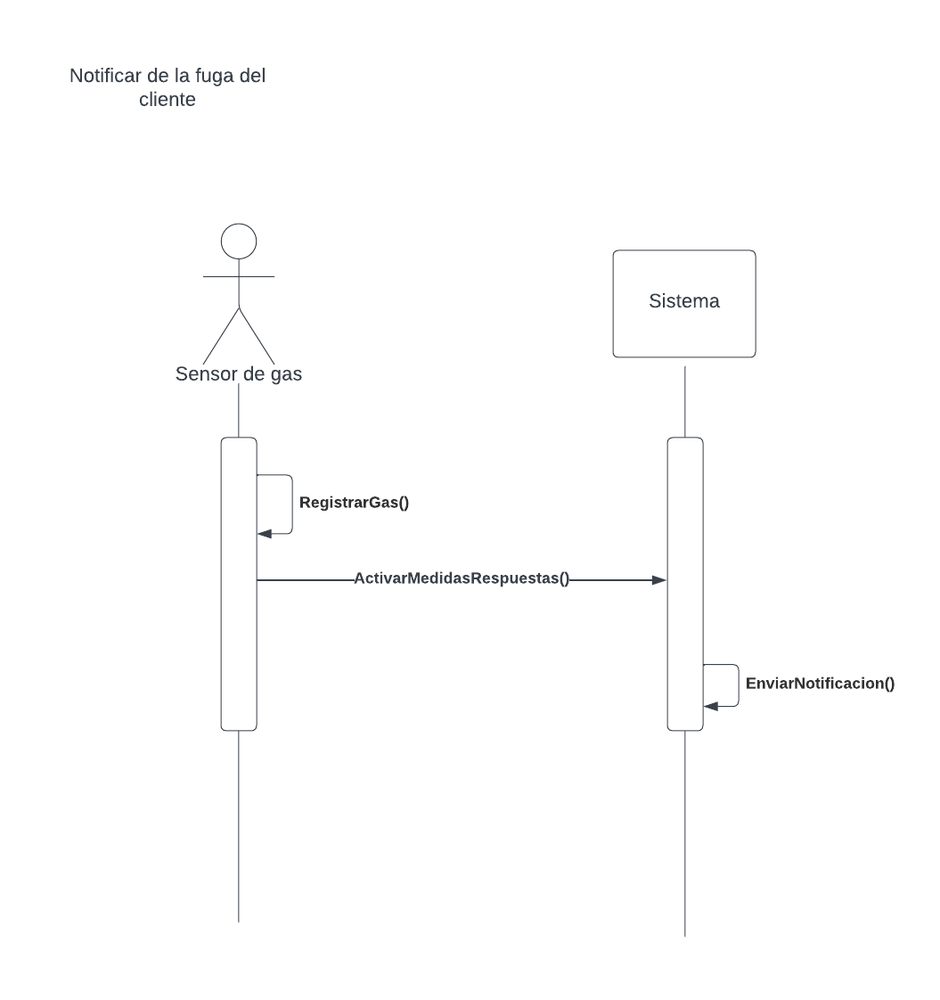 Notificar de la fuga del
cliente
Sistema
Sensor de gas
RegistrarGas()
ActivarMedidasRespuestas()
EnviarNotificacion()